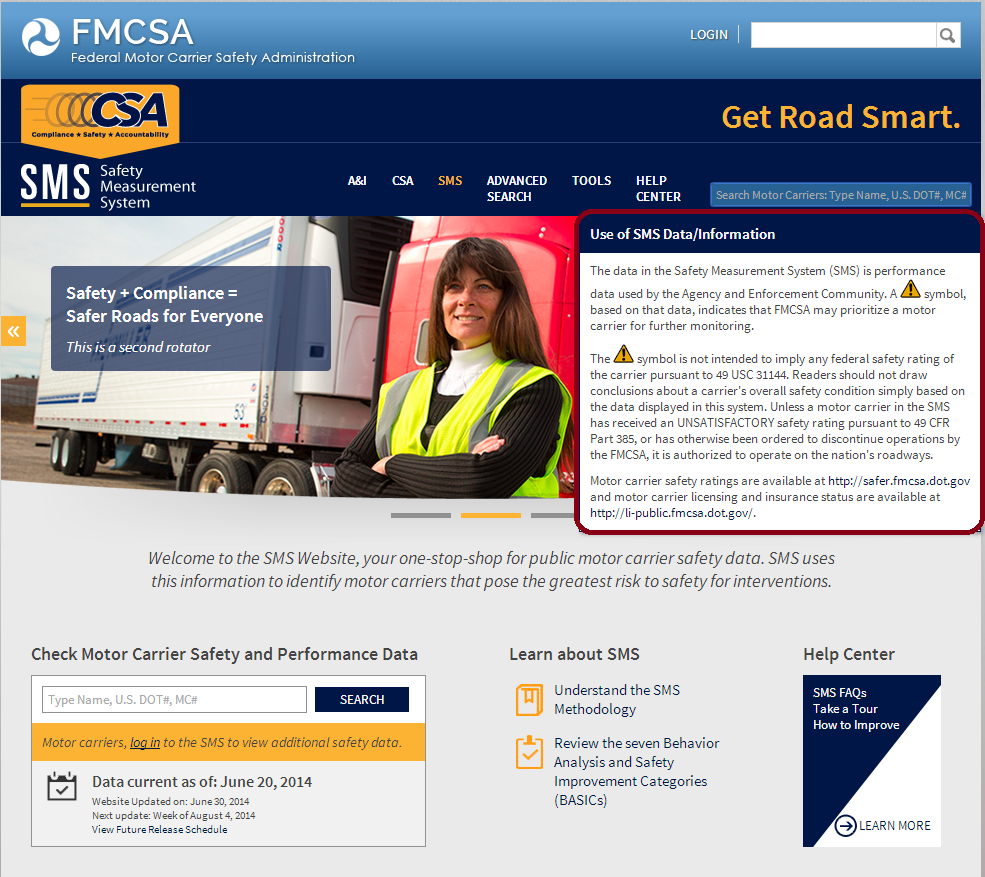 FMCSA
Federal Motor Carrier Safety Administration
LOGIN
CSA
Compliance ★ Safety ★ Accountability
Get Road Smart.
SMS
Safety
Measurement
System
A&I
CSA
SMS
ADVANCED
SEARCH
TOOLS
HELP
CENTER
Search Motor Carriers: Type Name, U.S. DOT#, MC#
Safety + Compliance =
Safer Roads for Everyone
This is a second rotator
«
53'
Use of SMS Data/Information
The data in the Safety Measurement System (SMS) is performance
data used by the Agency and Enforcement Community. A symbol,
based on that data, indicates that FMCSA may prioritize a motor
carrier for further monitoring.
The symbol is not intended to imply any federal safety rating of
the carrier pursuant to 49 USC 31144. Readers should not draw
conclusions about a carrier's overall safety condition simply based on
the data displayed in this system. Unless a motor carrier in the SMS
has received an UNSATISFACTORY safety rating pursuant to 49 CFR
Part 385, or has otherwise been ordered to discontinue operations by
the FMCSA, it is authorized to operate on the nation's roadways.
Motor carrier safety ratings are available at http://safer.fmcsa.dot.gov
and motor carrier licensing and insurance status are available at
http://li-public.fmcsa.dot.gov/.
Welcome to the SMS Website, your one-stop-shop for public motor carrier safety data. SMS uses
this information to identify motor carriers that pose the greatest risk to safety for interventions.
Check Motor Carrier Safety and Performance Data
Type Name, U.S. DOT#, MC#
SEARCH
Motor carriers, log in to the SMS to view additional safety data.
Data current as of: June 20, 2014
Website Updated on: June 30, 2014
Next update: Week of August 4, 2014
View Future Release Schedule
Learn about SMS
Understand the SMS
Methodology
Review the seven Behavior
Analysis and Safety
Improvement Categories
(BASICs)
Help Center
SMS FAQs
Take a Tour
How to Improve
LEARN MORE